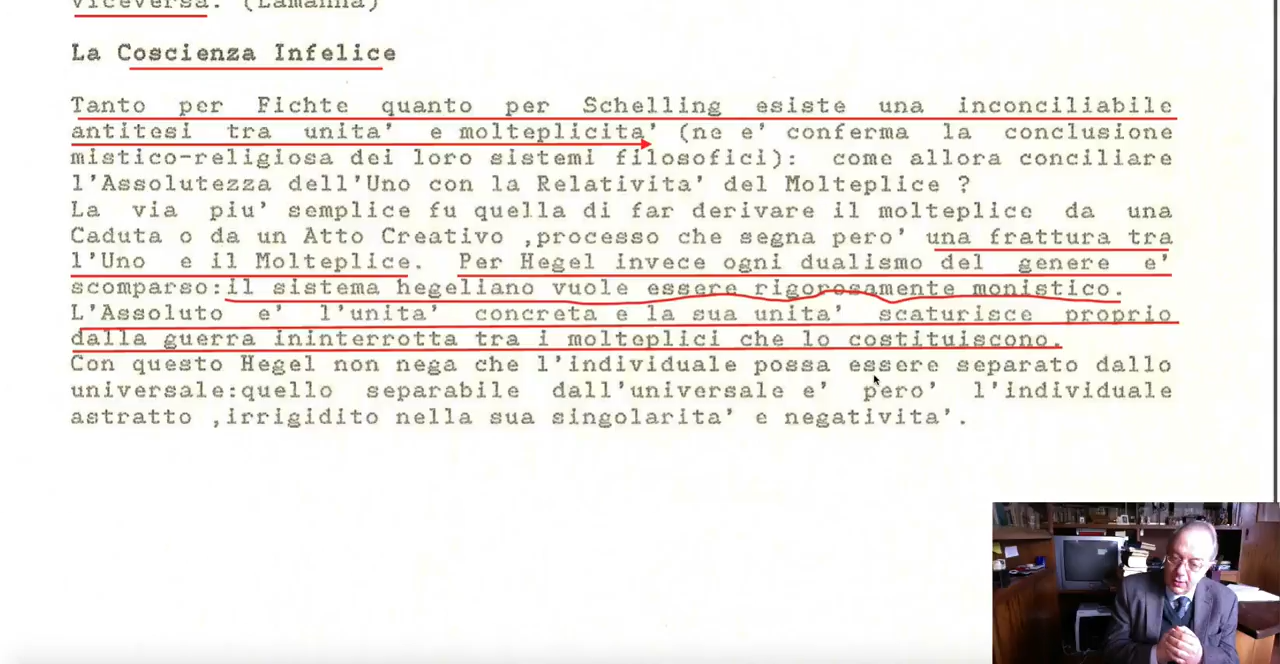 viceversa. (Lamanna)
La Coscienza Infelice
Tanto per Fichte quanto per Schelling esiste una inconciliabile
antitesi tra unita' e molteplicita' (ne e' conferma la conclusione
mistico-religiosa dei loro sistemi filosofici): come allora conciliare
l'Assolutezza dell'Uno con la Relativita' del Molteplice ?
La via piu' semplice fu quella di far derivare il molteplice da una
Caduta o da un Atto Creativo ,processo che segna pero' una frattura tra
l'Uno e il Molteplice. Per Hegel invece ogni dualismo del genere e'
scomparso:il sistema hegeliano vuole essere rigorosamente monistico.
L'Assoluto e' l'unita' concreta e la sua unita' scaturisce proprio
dalla guerra ininterrotta tra i molteplici che lo costituiscono.
Con questo Hegel non nega che l'individuale possa essere separato dallo
universale:quello separabile dall'universale e' pero' l'individuale
astratto ,irrigidito nella sua singolarita' e negativita'.